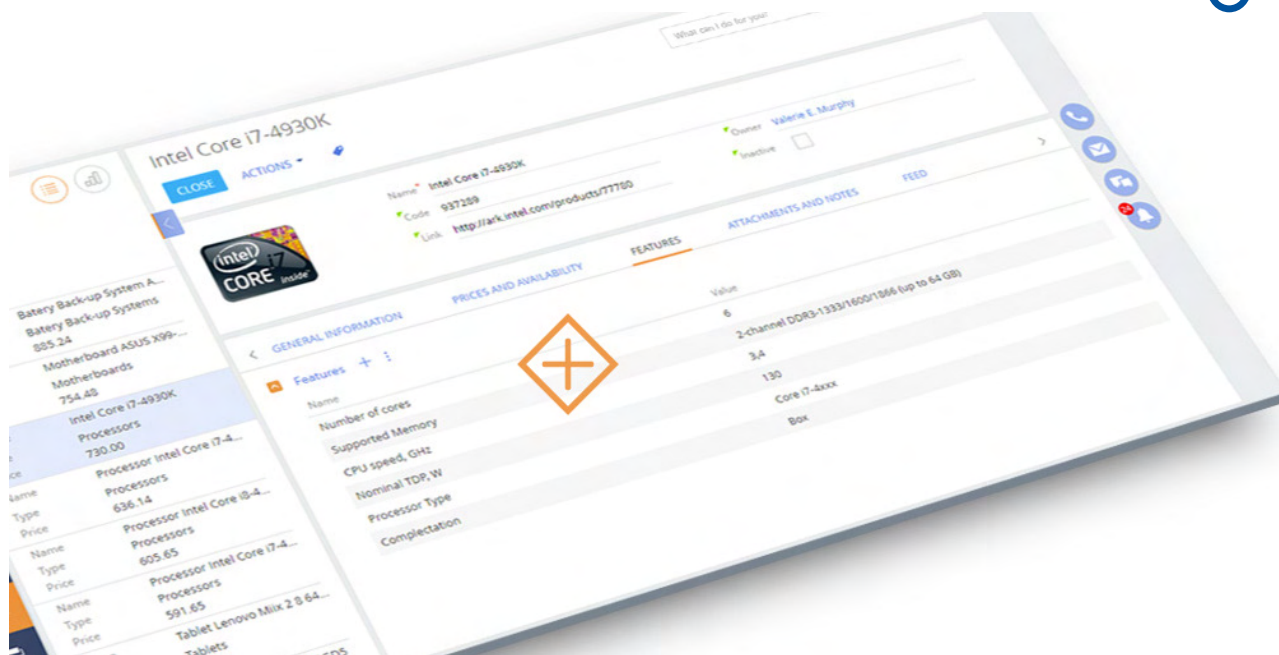 What can I do for you?
Intel Core i7-4930K
CLOSE
ACTIONS
Name* Intel Core i7-4930K
Code 937289
Link http://ark.intel.com/products/77780
Owner Valerie E. Murphy
Inactive
24
intel
CORE i7
inside
GENERAL INFORMATION
PRICES AND AVAILABILITY
FEATURES
ATTACHMENTS AND NOTES
FEED
Features
Name Value
Number of cores 6
Supported Memory 2-channel DDR3-1333/1600/1866 (up to 64 GB)
CPU speed, GHz 3,4
Nominal TDP, W 130
Processor Type Core i7-4xxx
Complectation Box
Batery Back-up System A...
Batery Back-up Systems
885.24
Motherboard ASUS X99-...
Motherboards
754.48
Intel Core i7-4930K
Processors
730.00
Processor Intel Core i7-4...
Type Processors
Price 636.14
Name Processor Intel Core i8-4...
Type Processors
Price 605.65
Name Processor Intel Core i7-4...
Type Processors
Price 591.65
Tablet Lenovo Miix 2 8 64...
Tablets